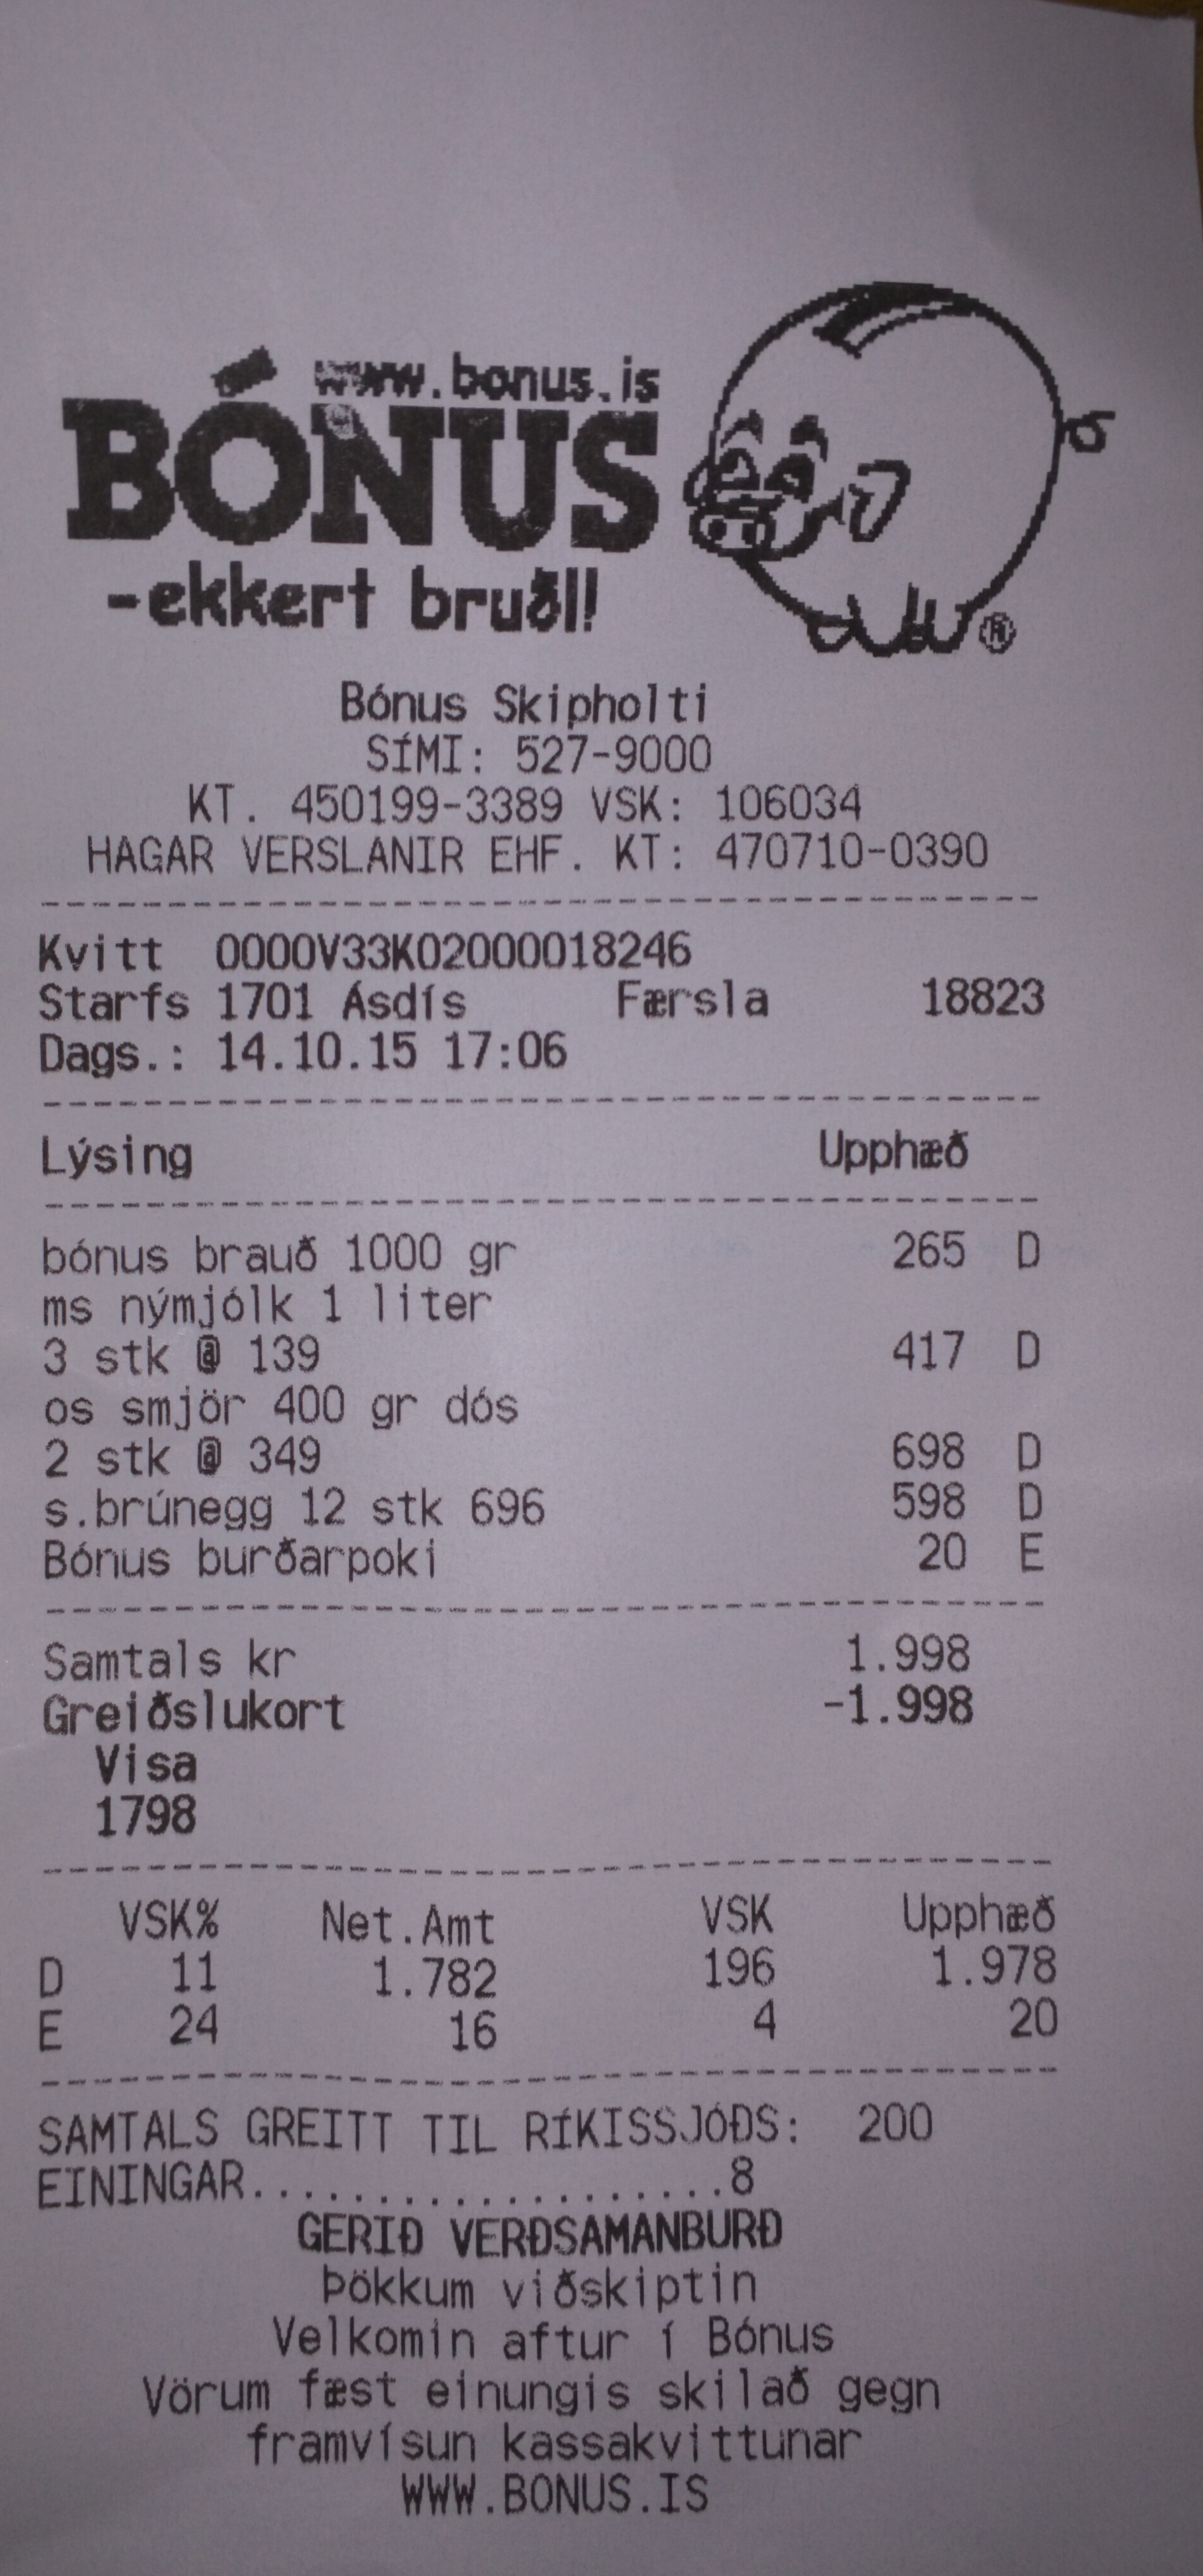 www.bonus.is
BÓNUS
-ekkert bruðl!
Bónus Skipholti
SÍMI: 527-9000
KT. 450199-3389 VSK: 106034
HAGAR VERSLANIR EHF. KT: 470710-0390
Kvitt 0000V33K02000018246
Starfs 1701 Ásdís Færsla 18823
Dags.: 14.10.15 17:06
Lýsing Upphæð
bónus brauð 1000 gr 265 D
ms nýmjólk 1 liter
3 stk @ 139 417 D
os smjör 400 gr dós
2 stk @ 349 698 D
s.brúnegg 12 stk 696 598 D
Bónus burðarpoki 20 E
Samtals kr 1.998
Greiðslukort -1.998
Visa
1798
VSK% Net.Amt VSK Upphæð
D 11 1.782 196 1.978
E 24 16 4 20
SAMTALS GREITT TIL RÍKISSJÓÐS: 200
EININGAR...................8
GERIÐ VERÐSAMANBURÐ
Þökkum viðskiptin
Velkomin aftur í Bónus
Vörum fæst einungis skilað gegn
framvísun kassakvittunar
WWW.BONUS.IS